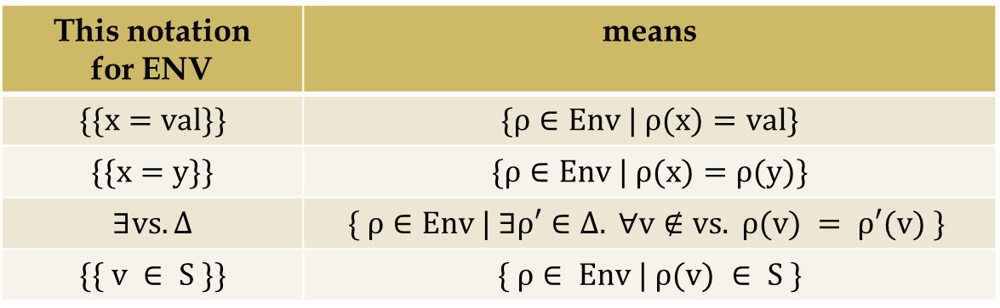 This notation
for ENV
means
{{x = val}}
{ρ ∈ Env | ρ(x) = val}
{{x = y}}
{ρ ∈ Env | ρ(x) = ρ(y)}
∃vs. Δ
{ ρ ∈ Env | ∃ρ′ ∈ Δ. ∀v ∉ vs. ρ(v) = ρ′(v) }
{{ v ∈ S }}
{ ρ ∈ Env | ρ(v) ∈ S }